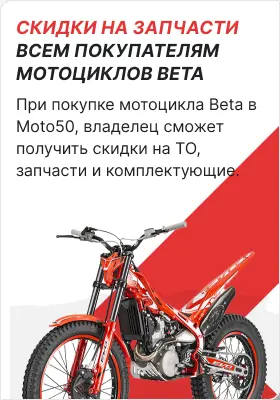 СКИДКИ НА ЗАПЧАСТИ
ВСЕМ ПОКУПАТЕЛЯМ
МОТОЦИКЛОВ BETA
При покупке мотоцикла Beta в
Moto50, владелец сможет
получить скидки на ТО,
запчасти и комплектующие.